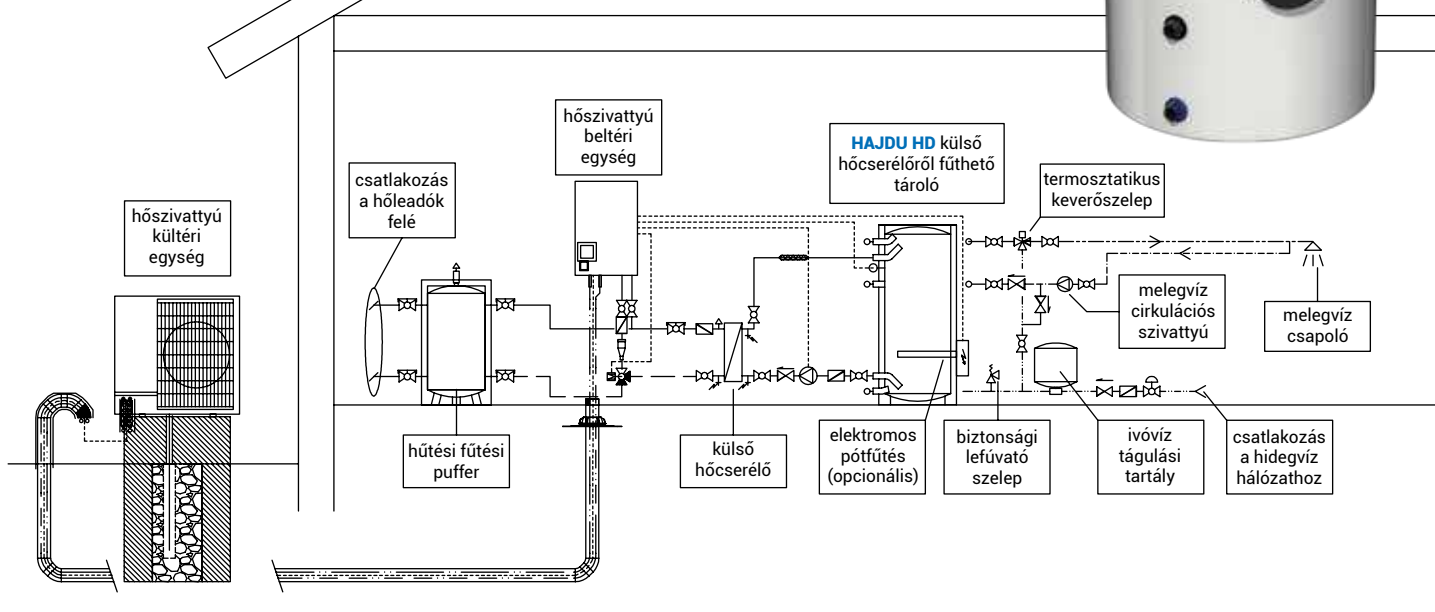 hőszivattyú
kültéri
egység
csatlakozás
a hőleadók
felé
hőszivattyú
beltéri
egység
HAJDU HD külső
hőcserélőről fűthető
tároló
termosztatikus
keverőszelep
melegvíz
cirkulációs
szivattyú
melegvíz
csapoló
hűtési fűtési
puffer
külső
hőcserélő
elektromos
pótfűtés
(opcionális)
biztonsági
lefúvató
szelep
ivóvíz
tágulási
tartály
csatlakozás
a hidegvíz
hálózathoz